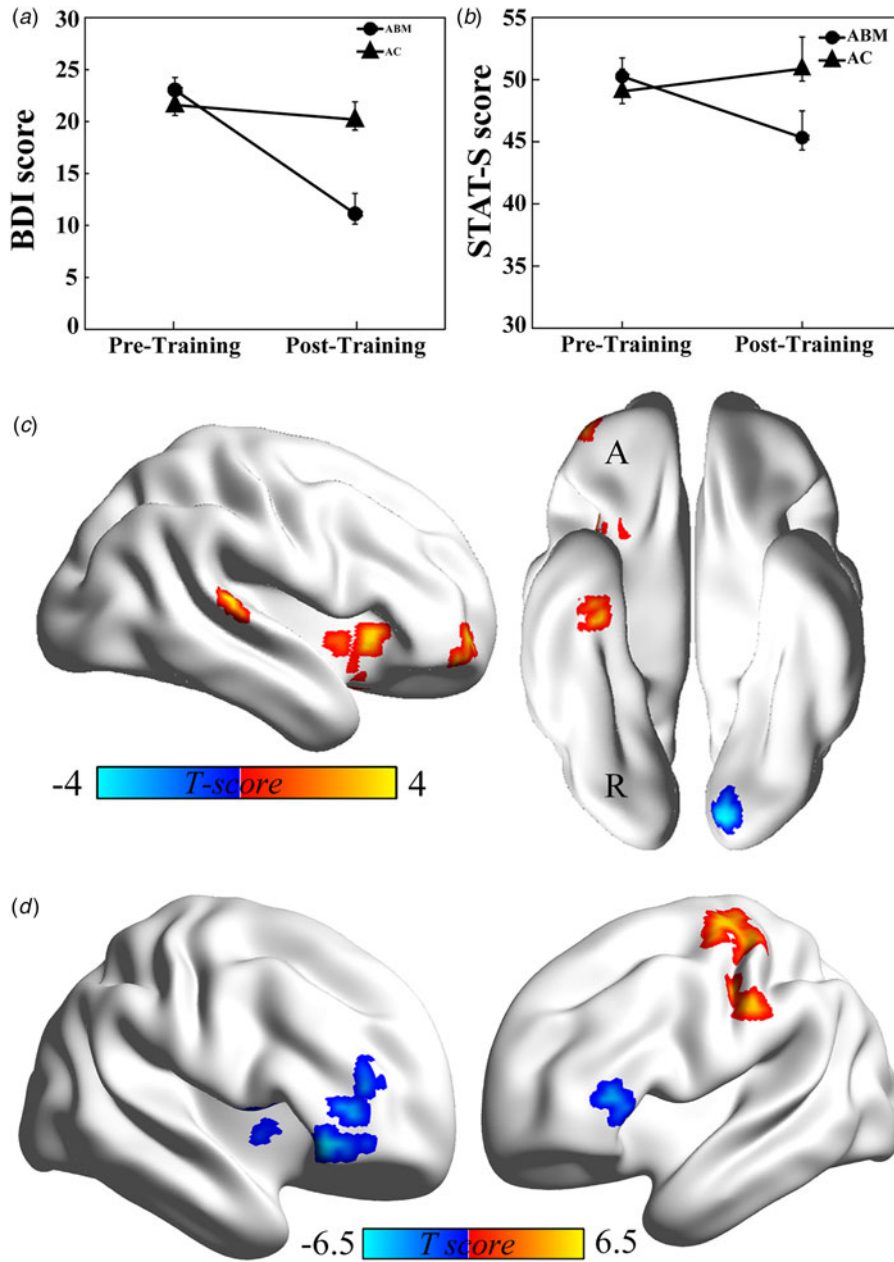 (a)
30
25
20
15
10
5
0
BDI score
ABM
AC
Pre-Training
Post-Training
(b)
55
50
45
40
35
30
STAT-S score
ABM
AC
Pre-Training
Post-Training
(c)
A
R
-4
T-score
4
(d)
-6.5
T score
6.5